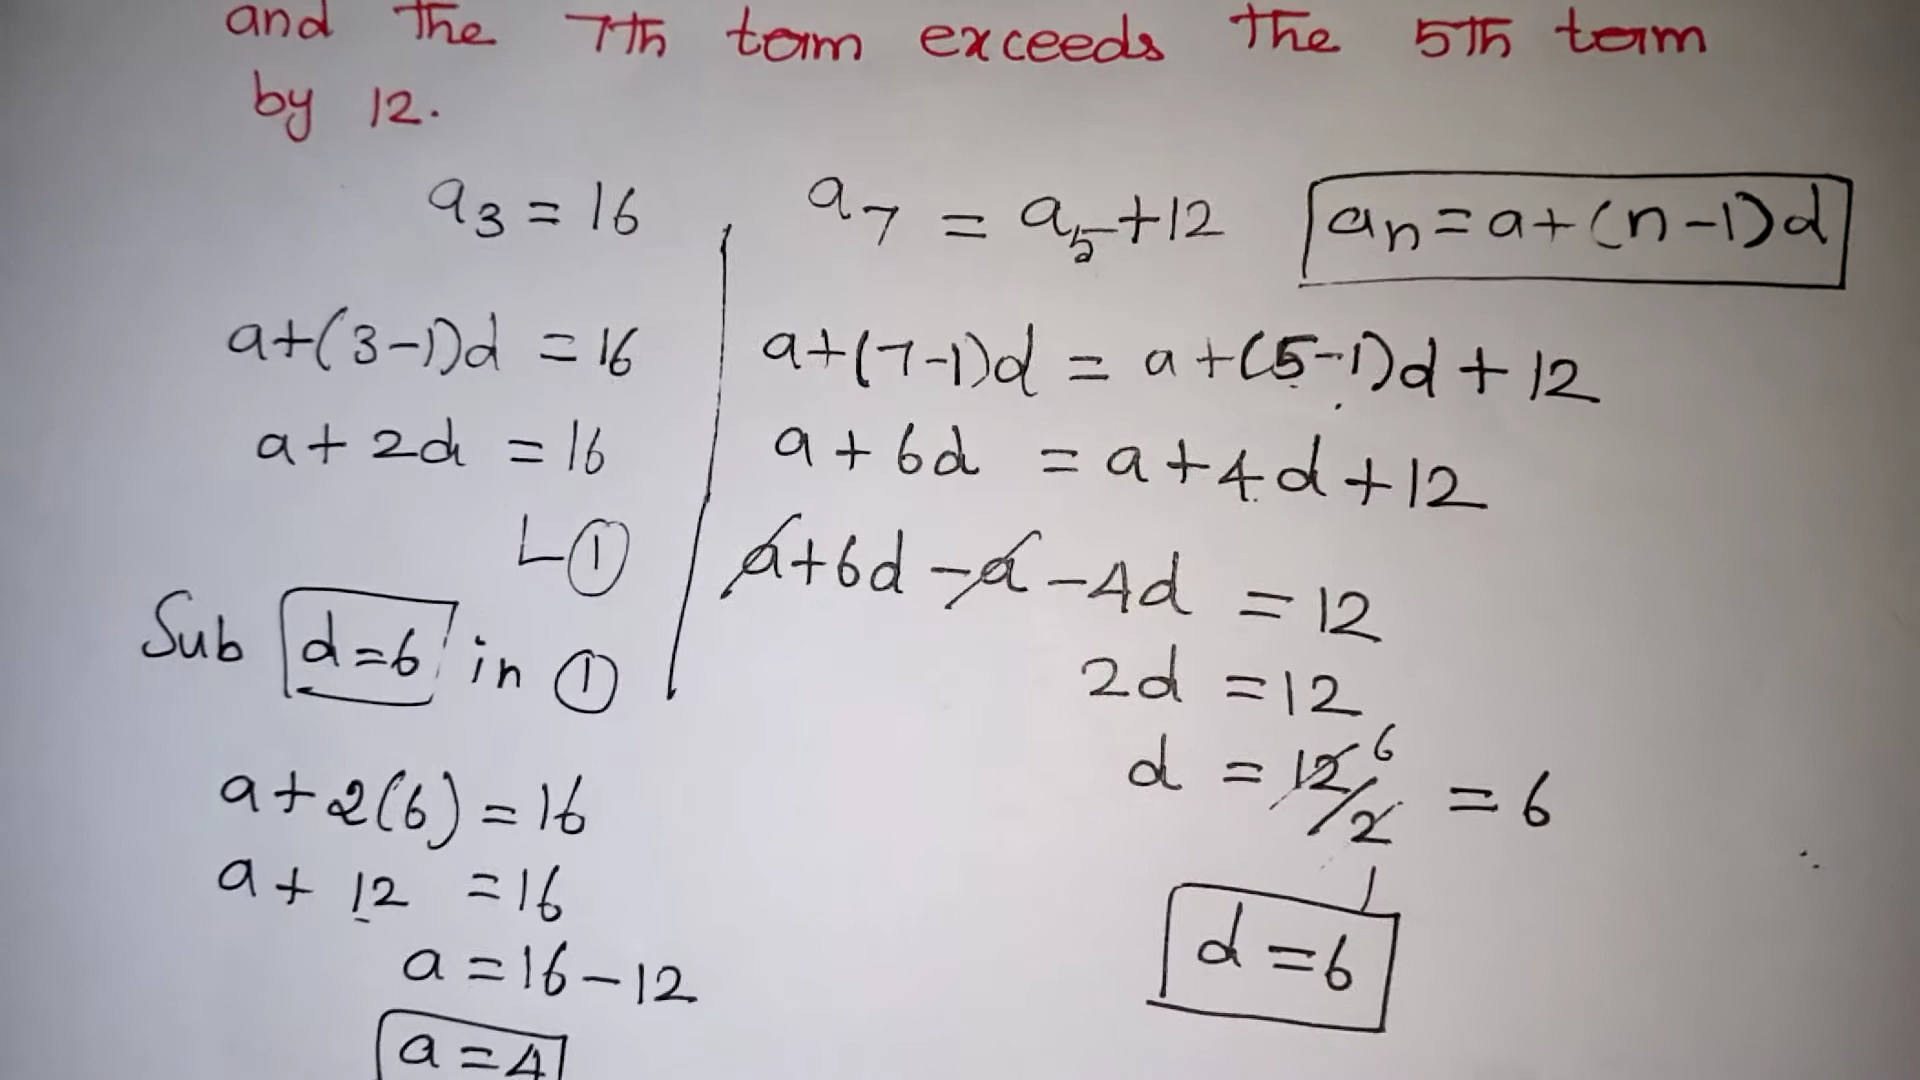 and the 7th term exceeds the 5th term
by 12.
a3 = 16
a+(3-1)d = 16
a+ 2d = 16
L①
Sub d=6 in ①
a+2(6) = 16
a+ 12 = 16
a = 16-12
a = 4
a7 = a5+12
an = a+(n-1)d
a+(7-1)d = a+(5-1)d + 12
a + 6d = a+4d+12
a+6d -a -4d = 12
2d = 12
d = 12/2 6 = 6
1
d = 6